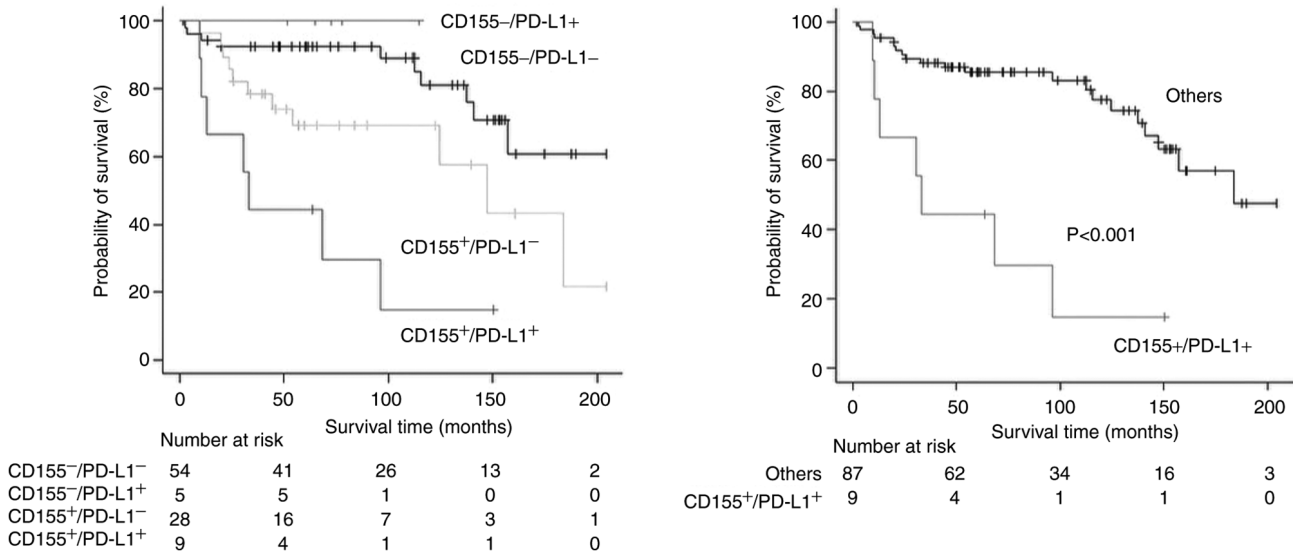 Probability of survival (%)
100
80
60
40
20
0
CD155–/PD-L1+
CD155–/PD-L1–
CD155⁺/PD-L1⁻
CD155⁺/PD-L1⁺
0 50 100 150 200
Survival time (months)
Number at risk
CD155⁻/PD-L1⁻ 54 41 26 13 2
CD155⁻/PD-L1⁺ 5 5 1 0 0
CD155⁺/PD-L1⁻ 28 16 7 3 1
CD155⁺/PD-L1⁺ 9 4 1 1 0
Probability of survival (%)
100
80
60
40
20
0
Others
P<0.001
CD155+/PD-L1+
0 50 100 150 200
Survival time (months)
Number at risk
Others 87 62 34 16 3
CD155⁺/PD-L1⁺ 9 4 1 1 0